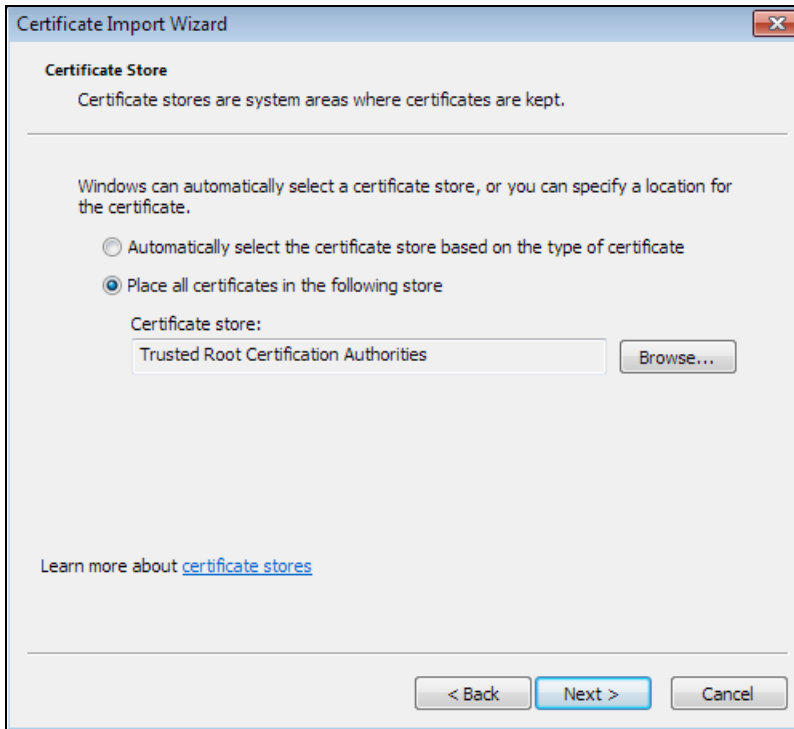 Certificate Import Wizard
Certificate Store
Certificate stores are system areas where certificates are kept.
Windows can automatically select a certificate store, or you can specify a location for
the certificate.
Automatically select the certificate store based on the type of certificate
Place all certificates in the following store
Certificate store:
Trusted Root Certification Authorities
Browse...
Learn more about certificate stores
< Back
Next >
Cancel